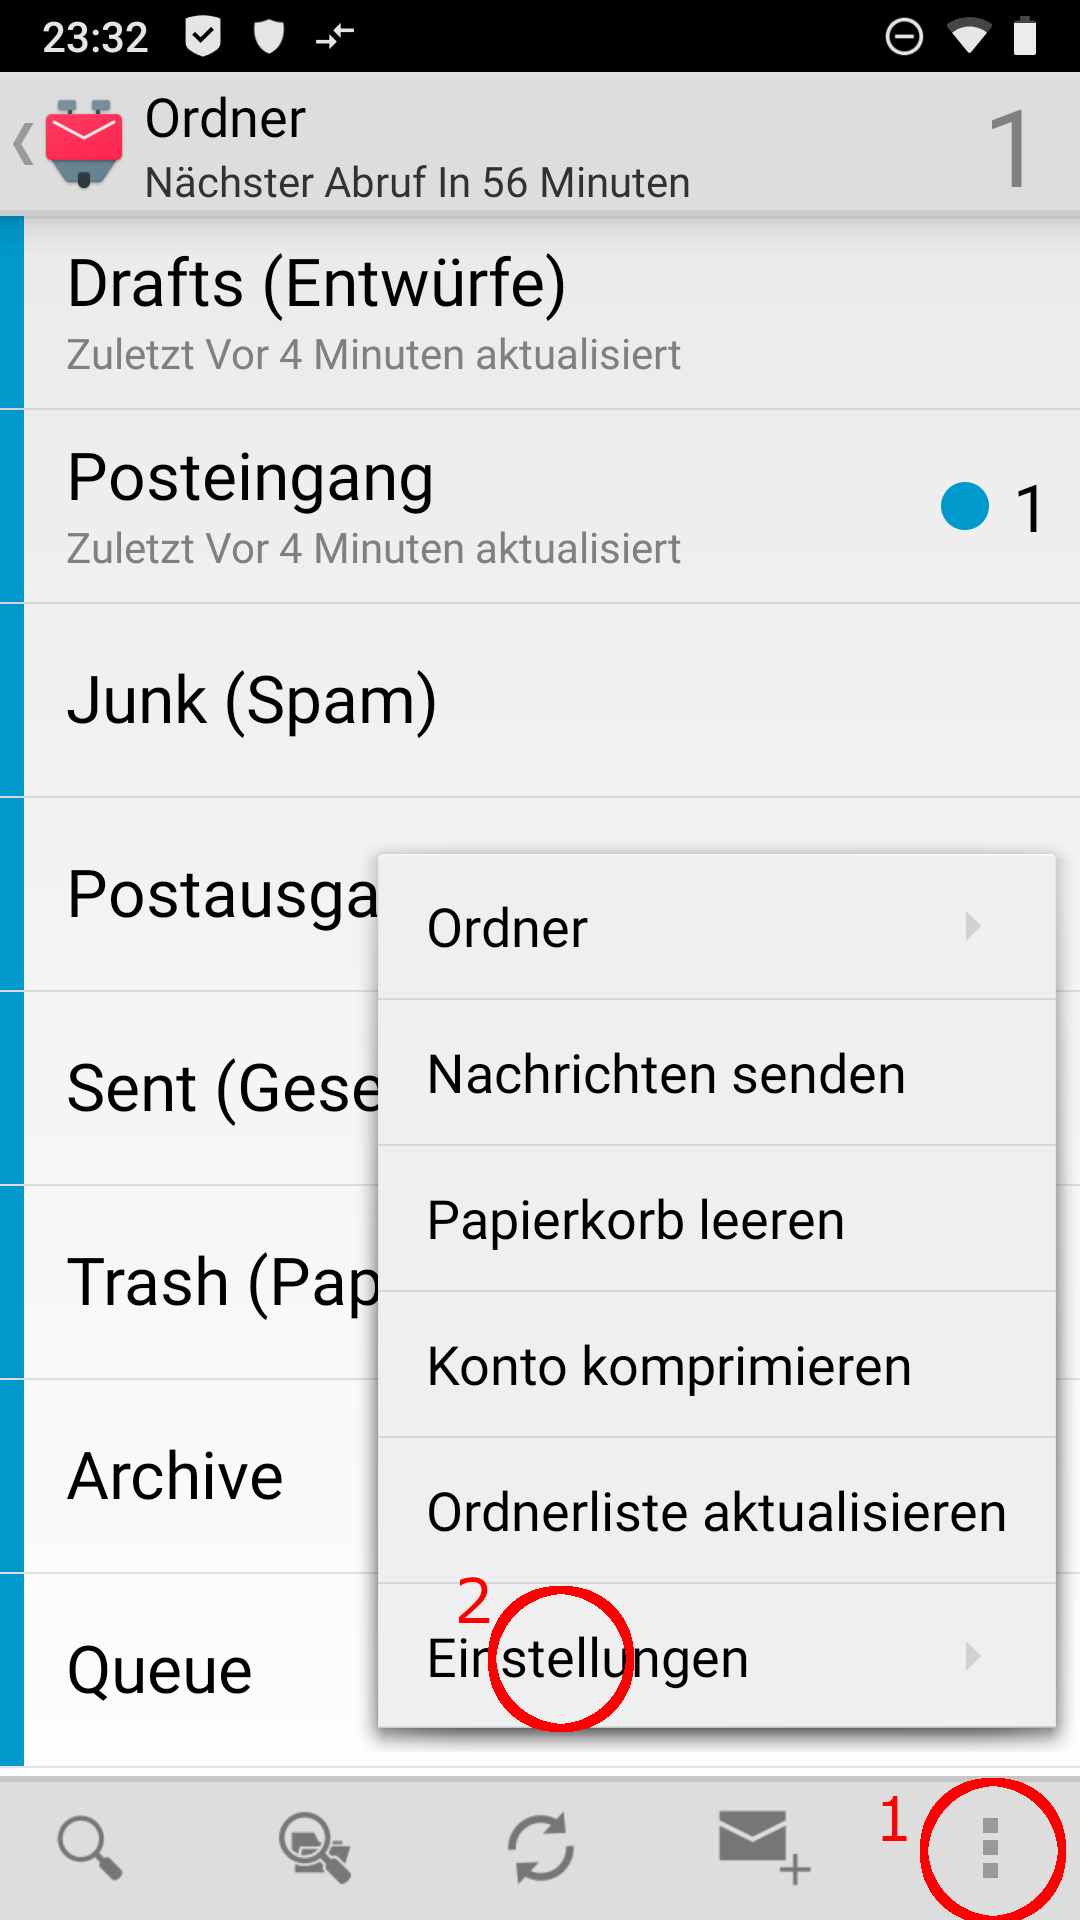 23:32
Ordner
Nächster Abruf In 56 Minuten
1
Drafts (Entwürfe)
Zuletzt Vor 4 Minuten aktualisiert
Posteingang
1
Zuletzt Vor 4 Minuten aktualisiert
Junk (Spam)
Postausga
Ordner
Nachrichten senden
Sent (Gese
Papierkorb leeren
Trash (Pap
Konto komprimieren
Archive
Ordnerliste aktualisieren
2
Einstellungen
Queue
1